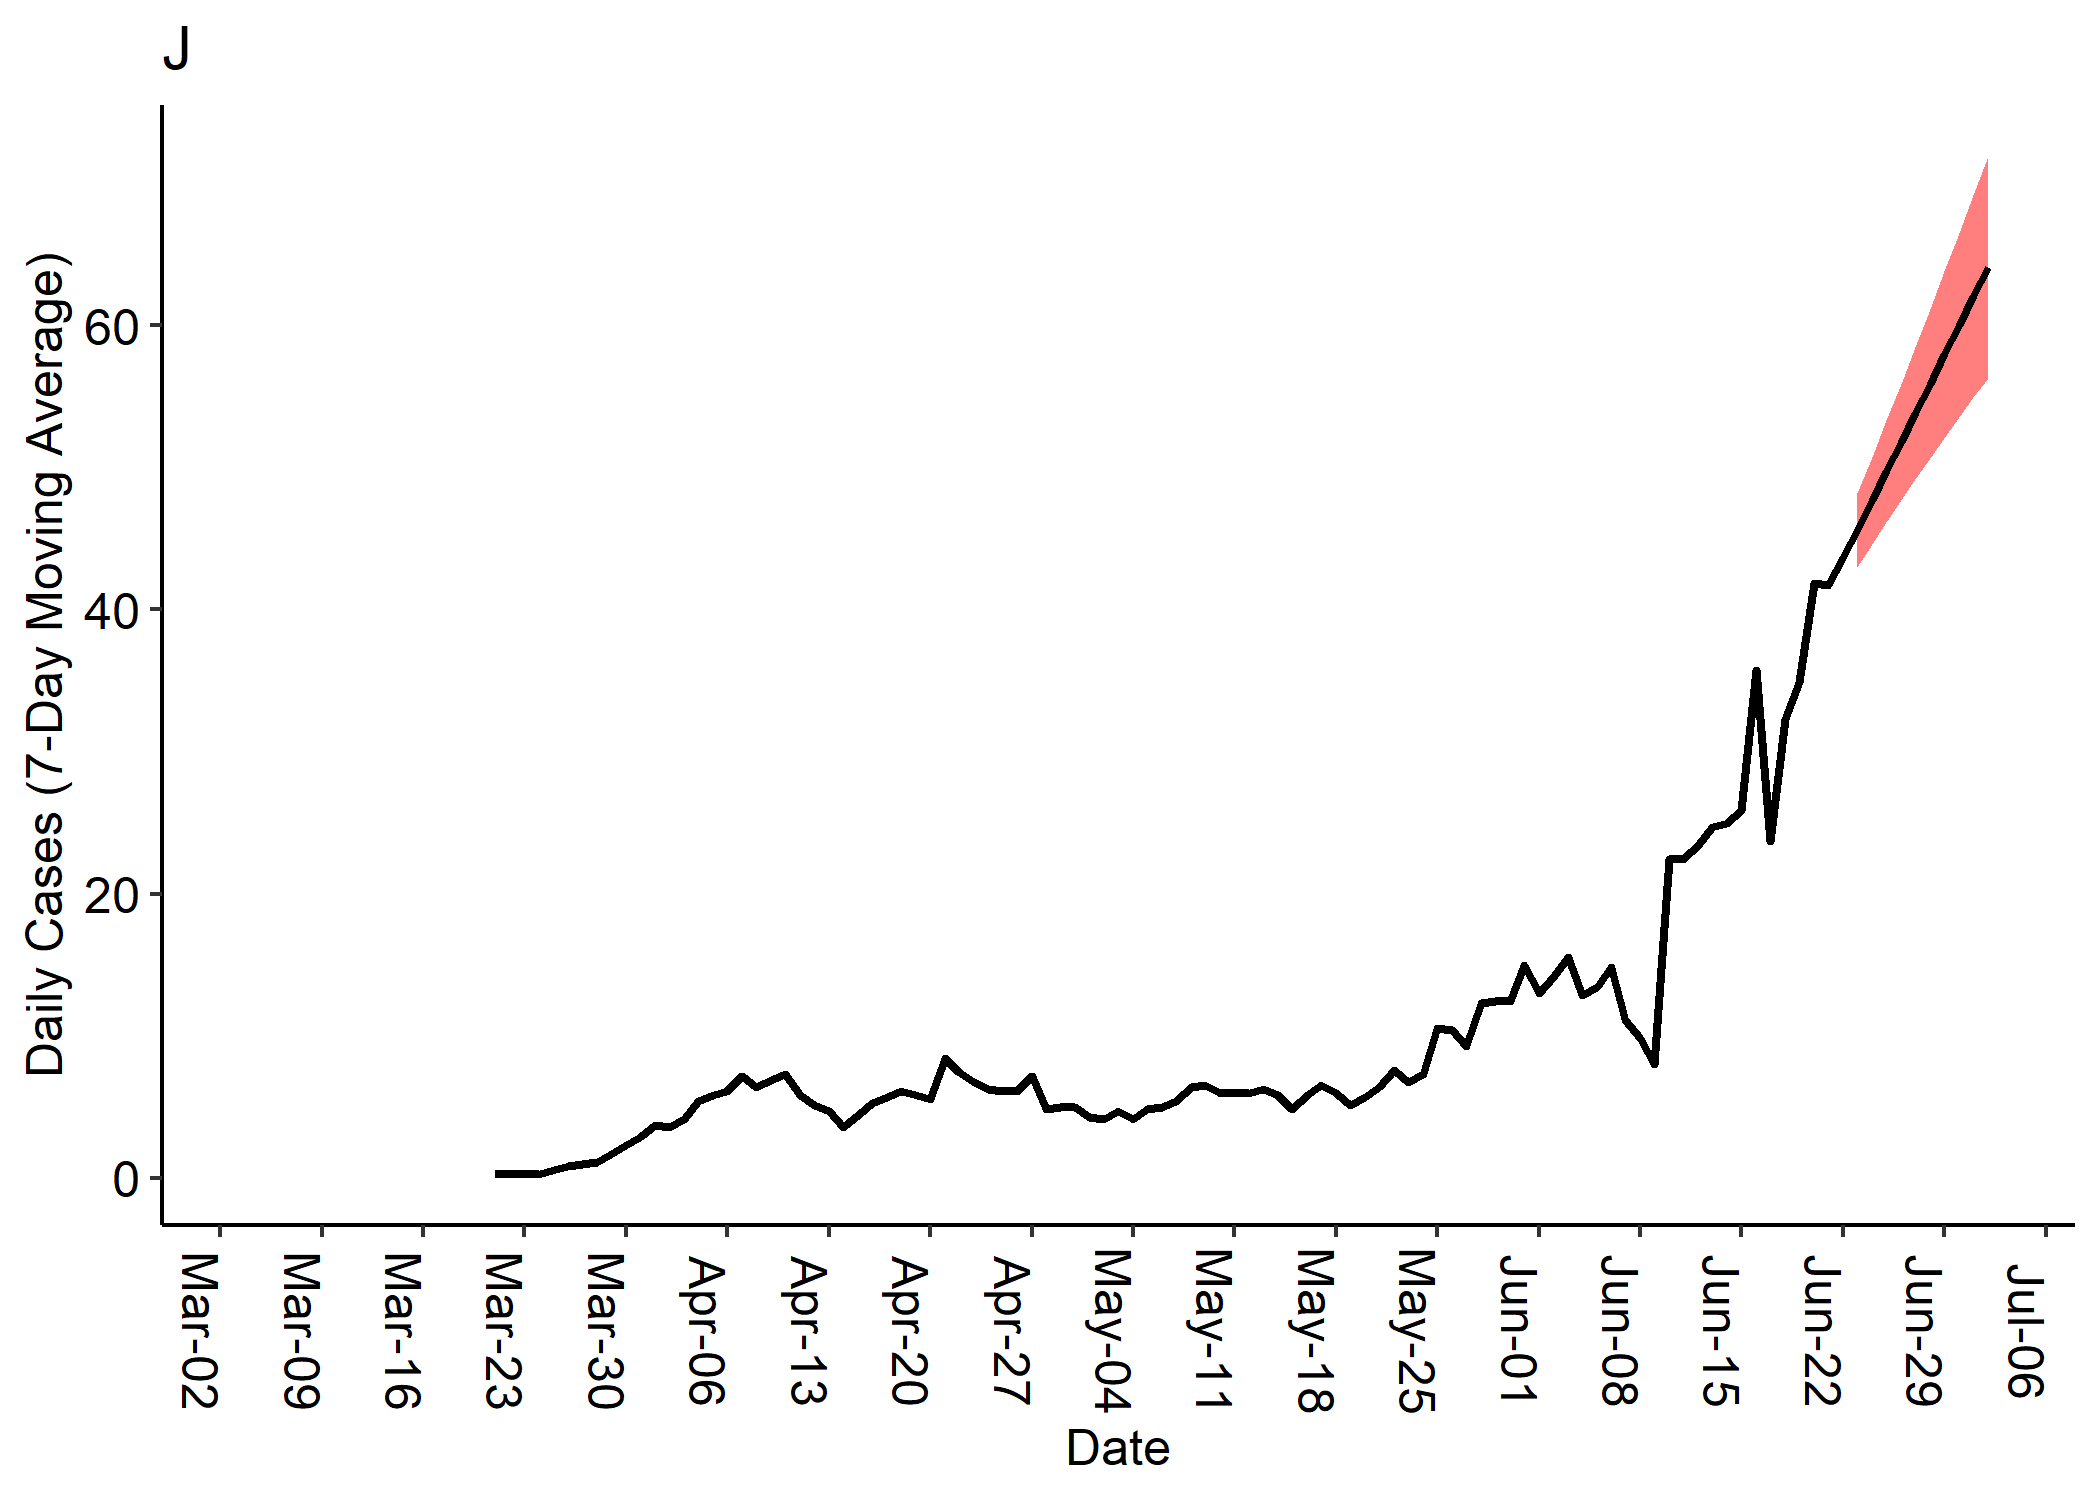 J
Daily Cases (7-Day Moving Average)
60
40
20
0
Mar-02
Mar-09
Mar-16
Mar-23
Mar-30
Apr-06
Apr-13
Apr-20
Apr-27
May-04
May-11
May-18
May-25
Jun-01
Jun-08
Jun-15
Jun-22
Jun-29
Jul-06
Date